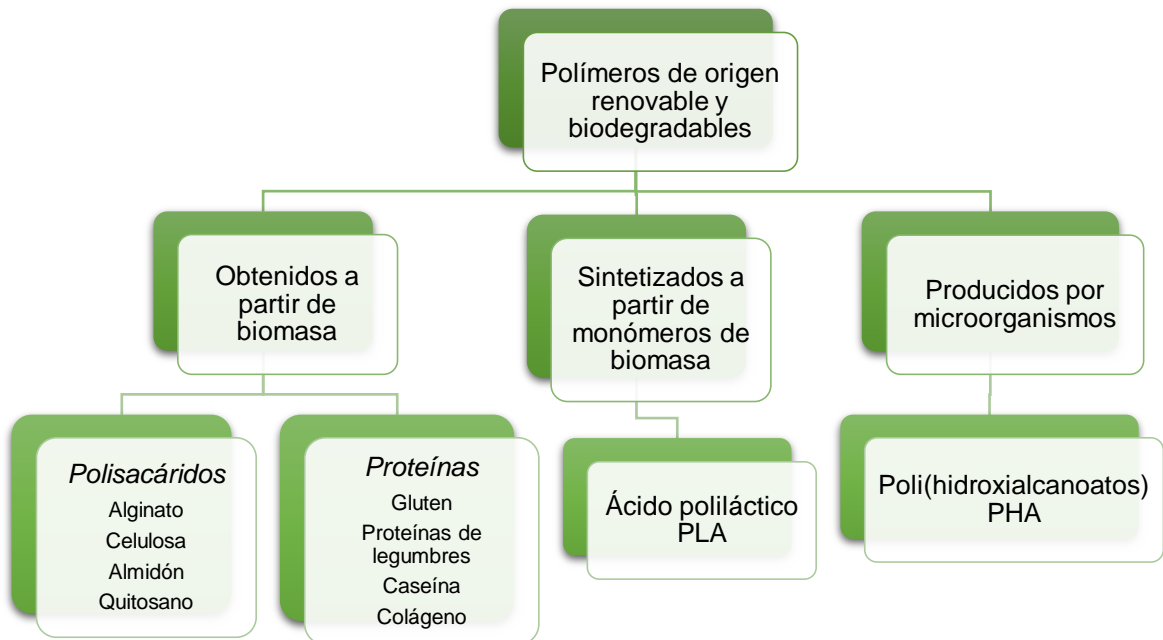 Polímeros de origen
renovable y
biodegradables
Obtenidos a
partir de
biomasa
Sintetizados a
partir de
monómeros de
biomasa
Producidos por
microorganismos
Polisacáridos
Alginato
Celulosa
Almidón
Quitosano
Proteínas
Gluten
Proteínas de
legumbres
Caseína
Colágeno
Ácido poliláctico
PLA
Poli(hidroxialcanoatos)
PHA